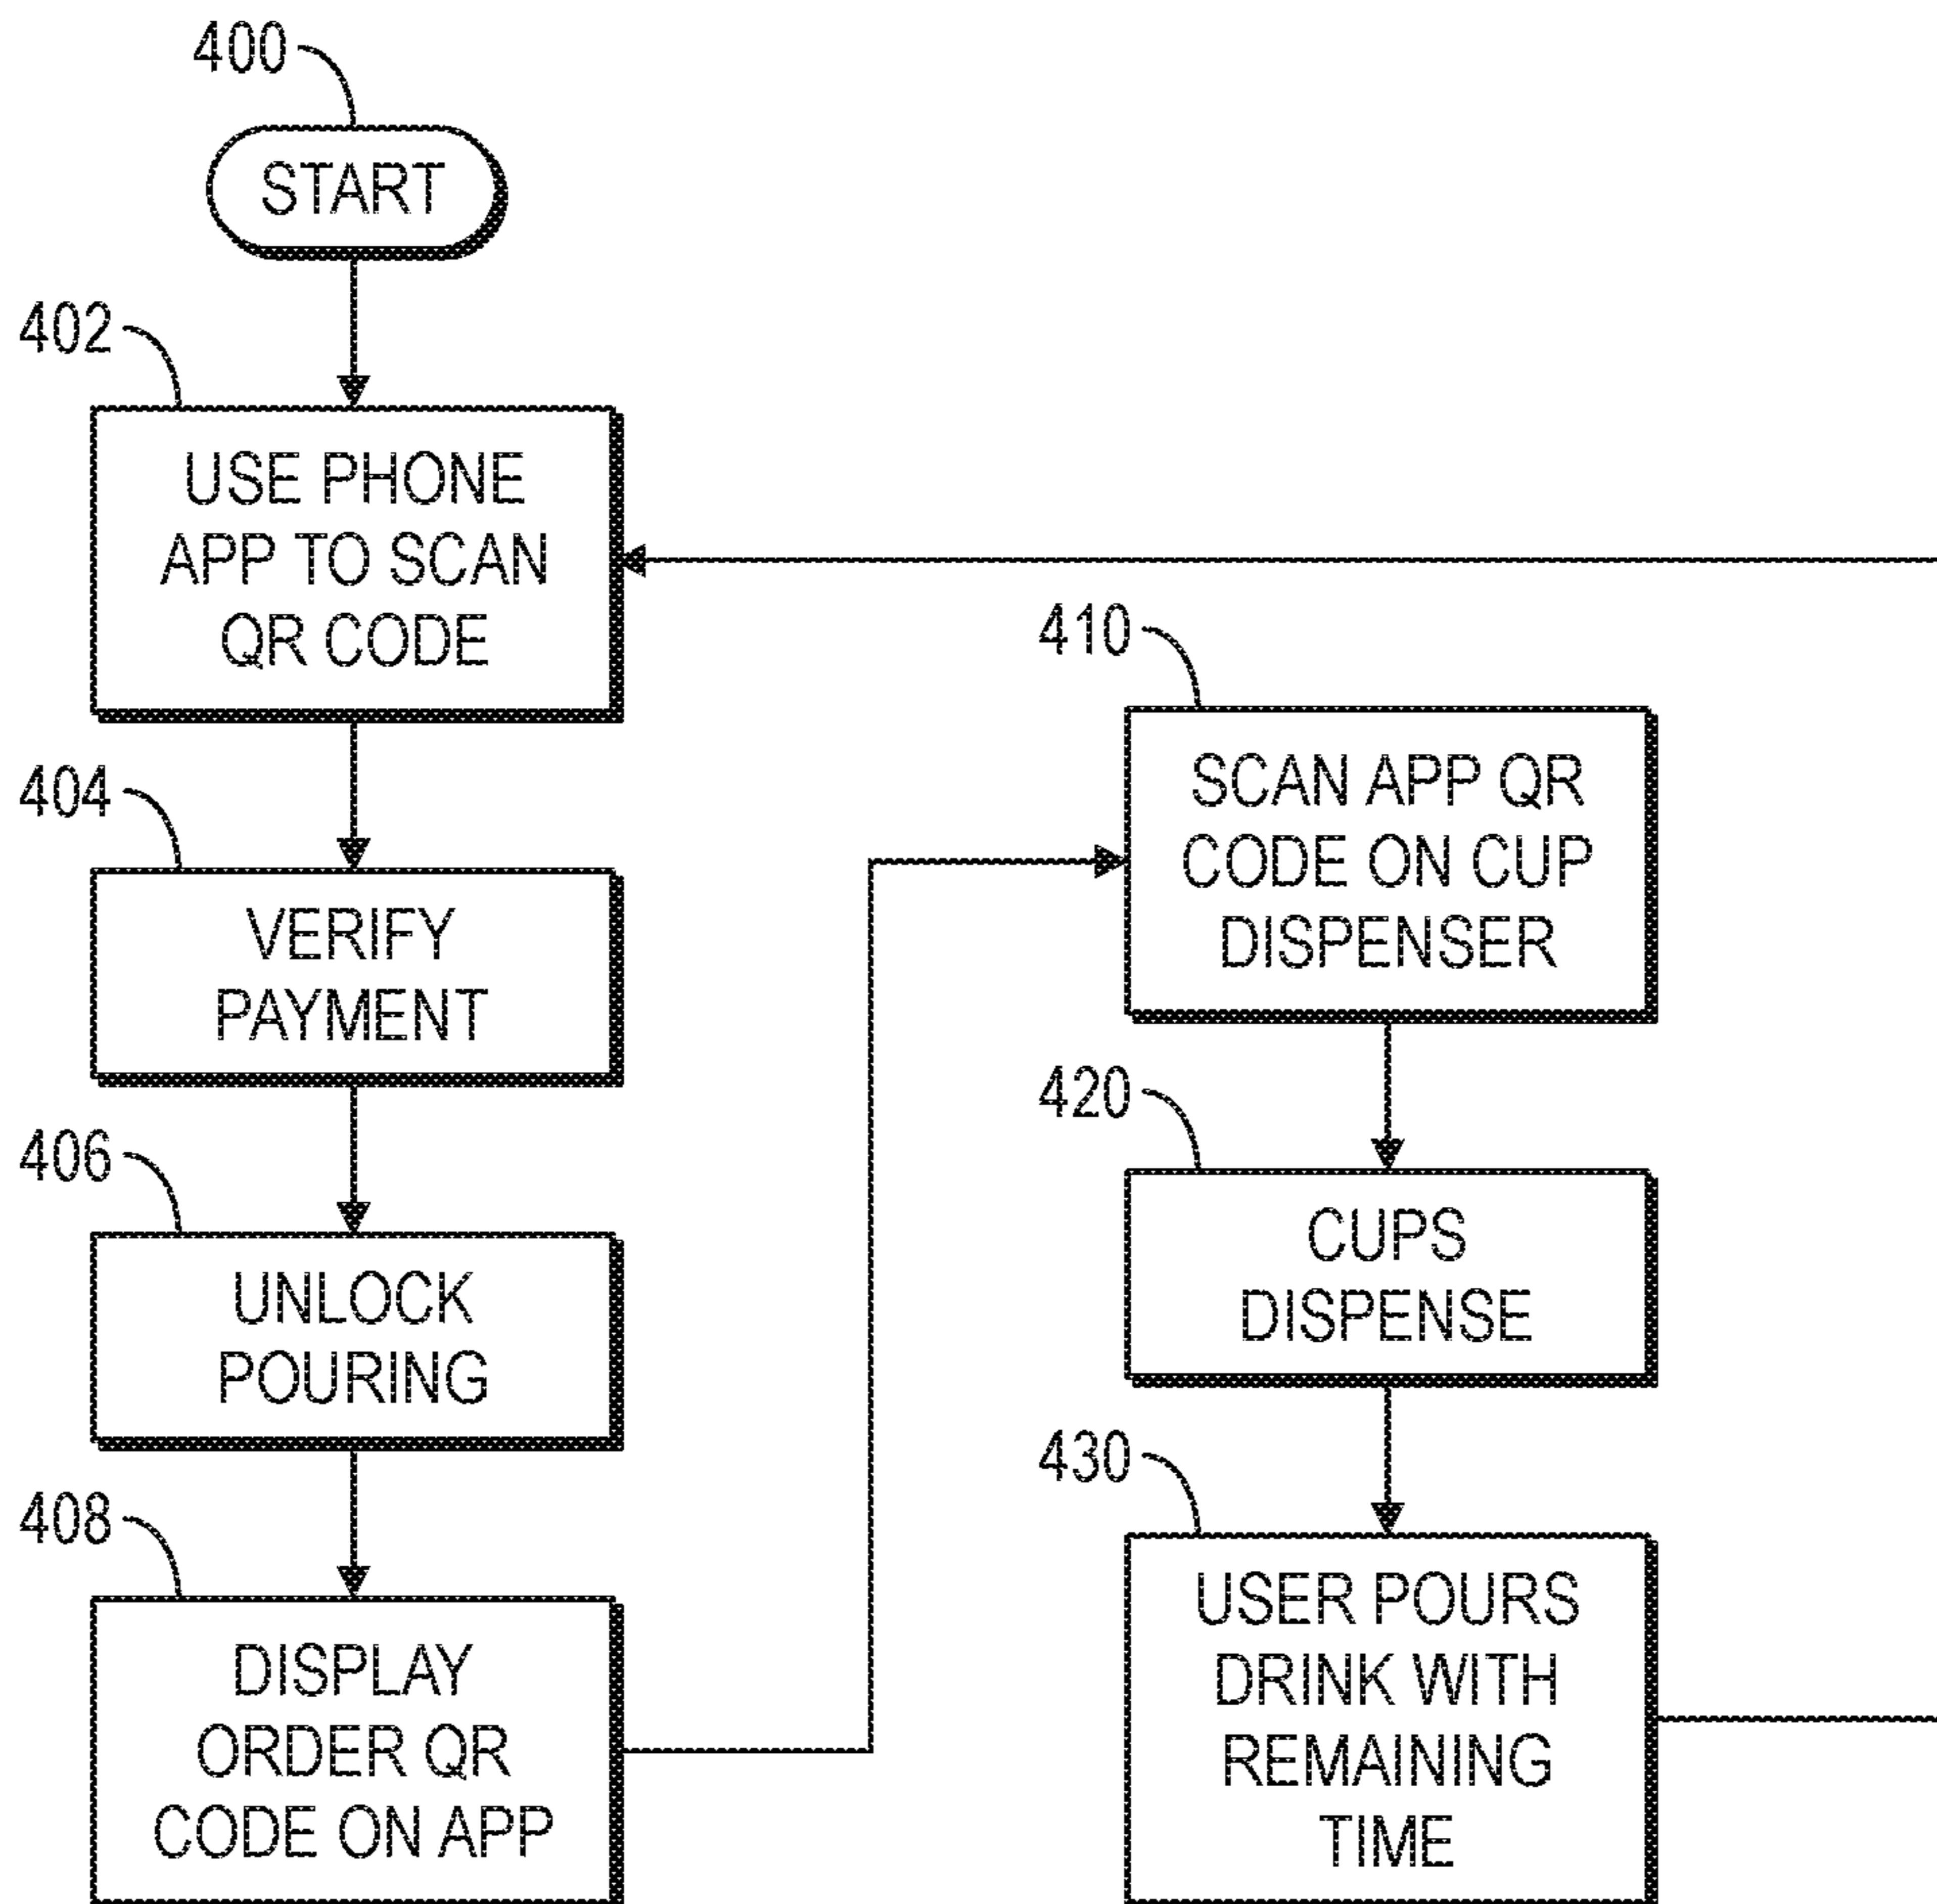 400
START
402
USE PHONE
APP TO SCAN
QR CODE
404
VERIFY
PAYMENT
406
UNLOCK
POURING
408
DISPLAY
ORDER QR
CODE ON APP
410
SCAN APP QR
CODE ON CUP
DISPENSER
420
CUPS
DISPENSE
430
USER POURS
DRINK WITH
REMAINING
TIME